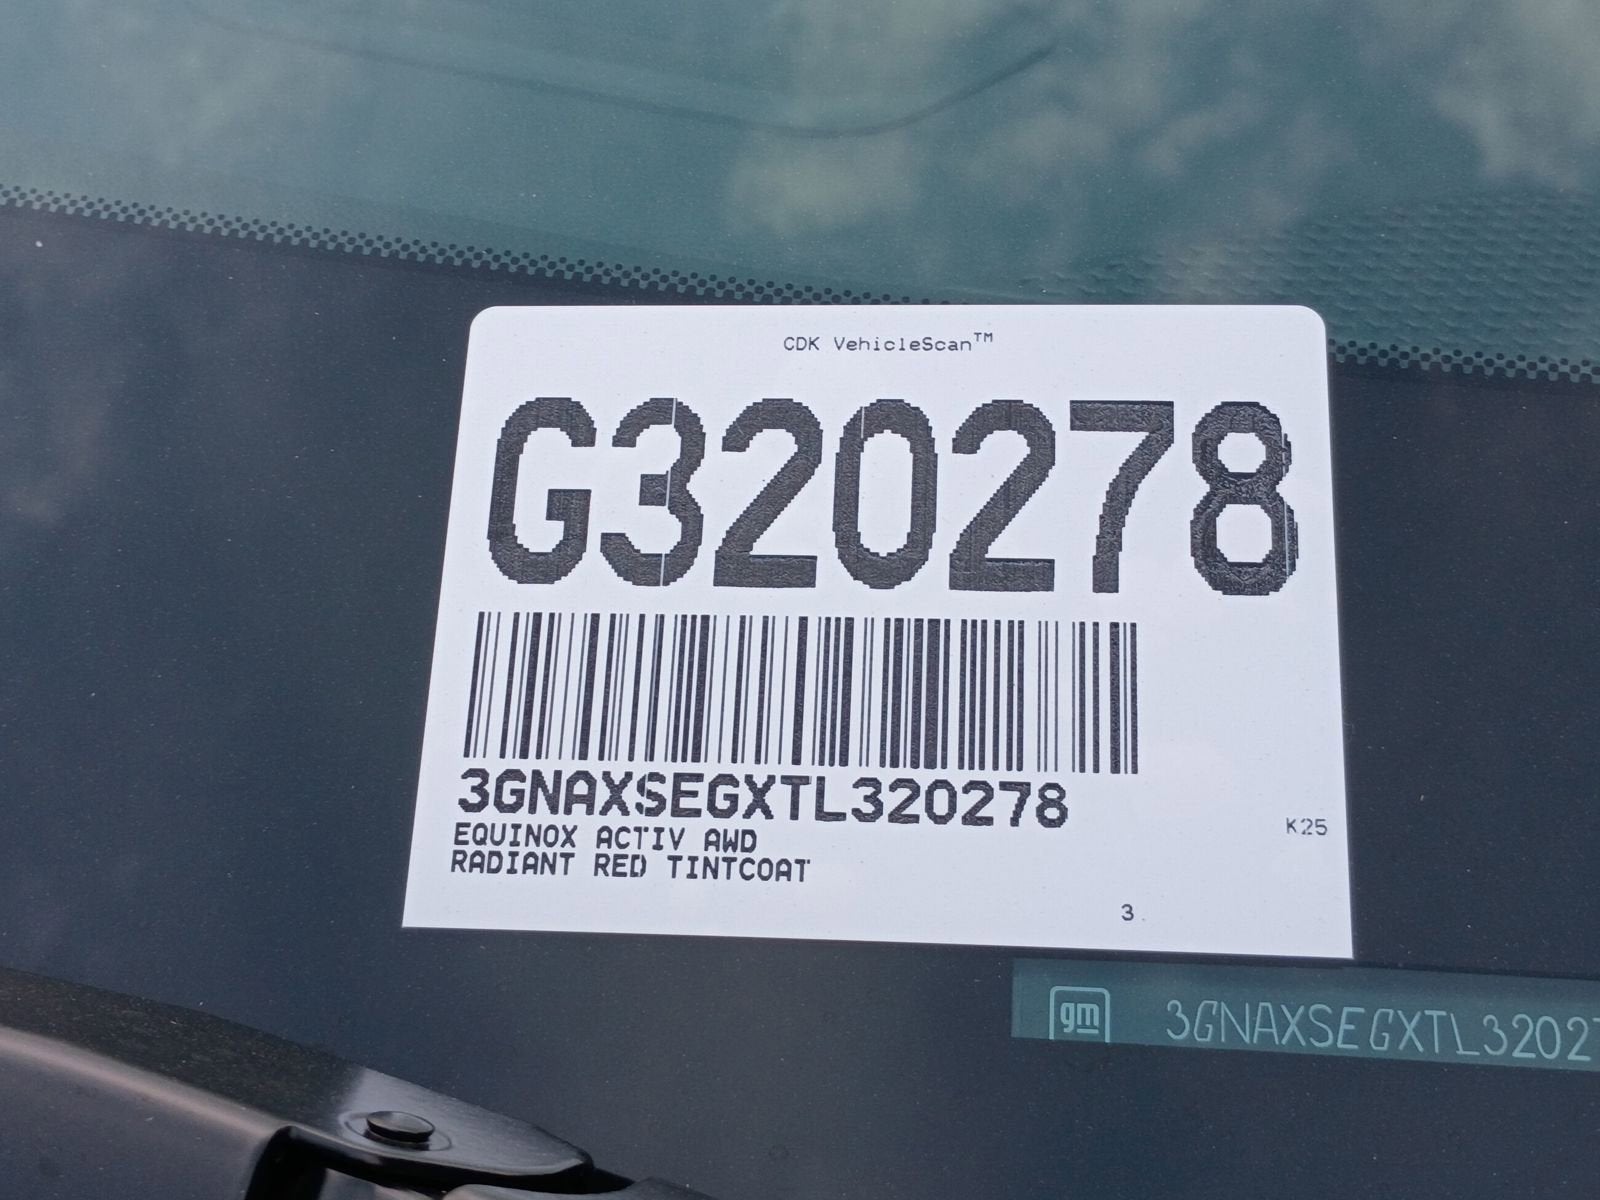 CDK VehicleScan™
G320278
3GNAXSEGXTL320278
EQUINOX ACTIV AWD
RADIANT RED TINTCOAT
K25
3
gm 3GNAXSEGXTL3202